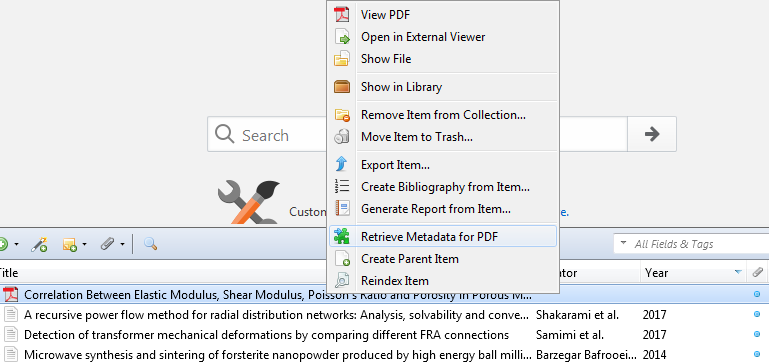 View PDF
Open in External Viewer
Show File
Show in Library
Remove Item from Collection...
Search
Move Item to Trash...
Export Item...
Create Bibliography from Item...
Custom
Generate Report from Item...
e.
Retrieve Metadata for PDF
All Fields & Tags
Create Parent Item
Title
ator
Year
Reindex Item
Correlation Between Elastic Modulus, Shear Modulus, Poisson's Ratio and Porosity in Porous M...
A recursive power flow method for radial distribution networks: Analysis, solvability and conve... Shakarami et al. 2017
Detection of transformer mechanical deformations by comparing different FRA connections Samimi et al. 2017
Microwave synthesis and sintering of forsterite nanopowder produced by high energy ball milli... Barzegar Bafrooei... 2014